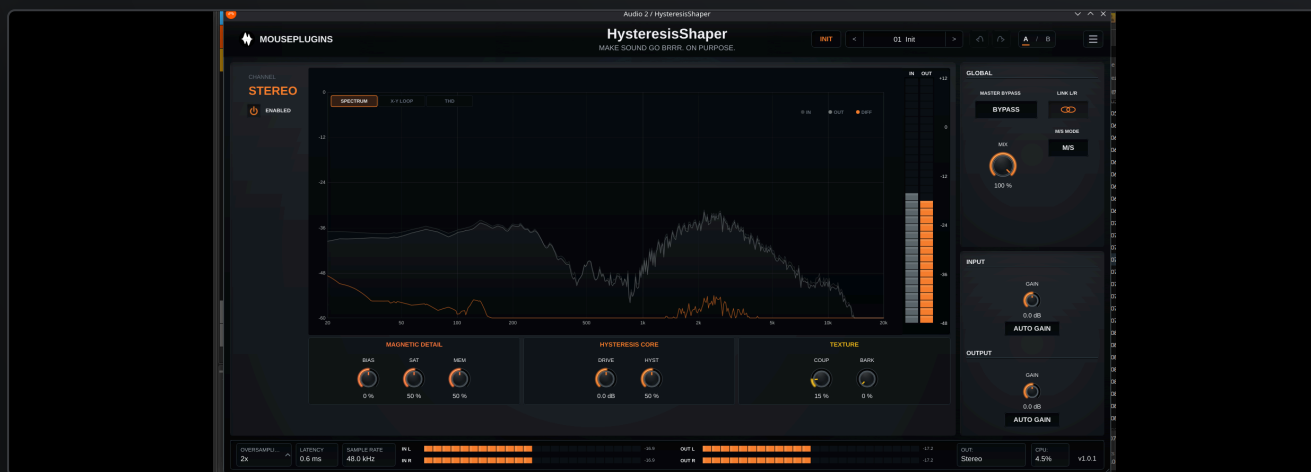 Audio 2 / HysteresisShaper
MOUSEPLUGINS
HysteresisShaper
MAKE SOUND GO BRRR. ON PURPOSE.
INIT < 01 Init > A / B
CHANNEL
STEREO
ENABLED
SPECTRUM X-Y LOOP THD
IN OUT DIFF
0
-12
-24
-36
-48
-60
20 50 100 200 500 1k 2k 5k 10k 20k
IN OUT
+12
0
-12
-24
-36
-48
GLOBAL
MASTER BYPASS LINK L/R
BYPASS
M/S MODE
M/S
MIX
100 %
INPUT
GAIN
0.0 dB
AUTO GAIN
OUTPUT
GAIN
0.0 dB
AUTO GAIN
MAGNETIC DETAIL
BIAS SAT MEM
0 % 50 % 50 %
HYSTERESIS CORE
DRIVE HYST
0.0 dB 50 %
TEXTURE
COUP BARK
15 % 0 %
OVERSAMPLI...
2x
LATENCY
0.6 ms
SAMPLE RATE
48.0 kHz
IN L
IN R
OUT L -17.2
OUT R -17.2
OUT:
Stereo
CPU:
4.5%
v1.0.1